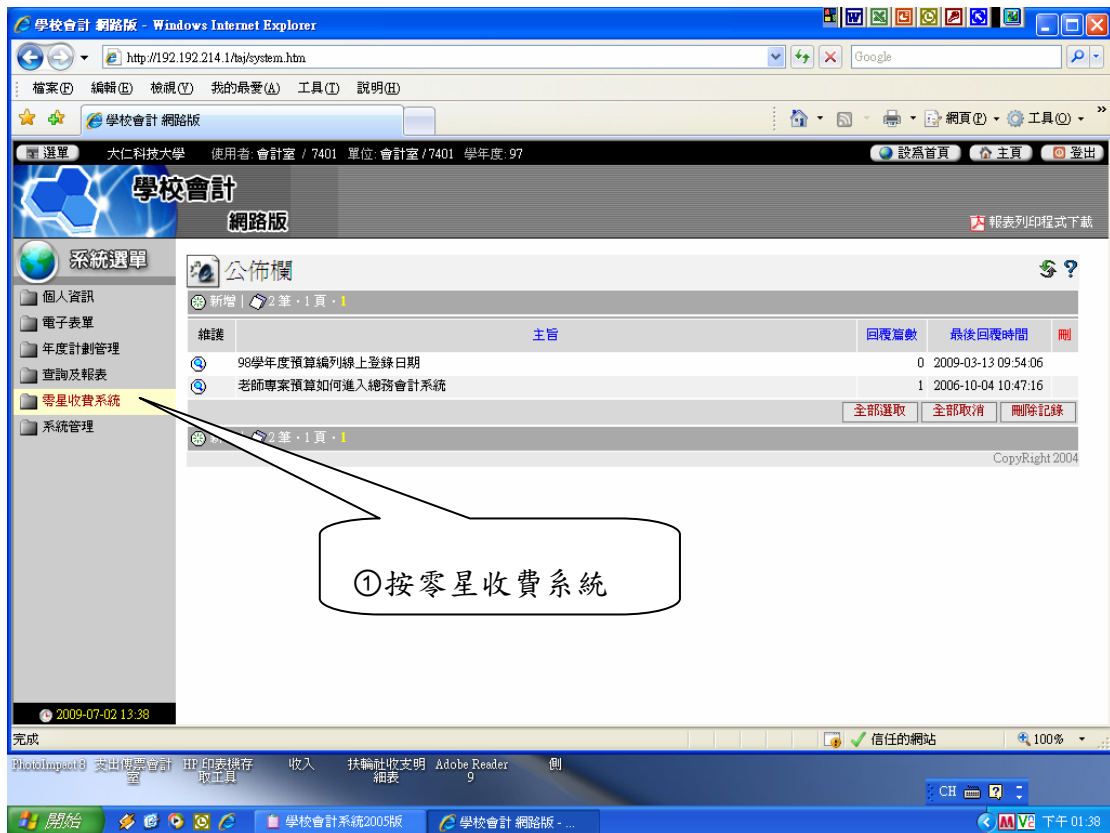 學校會計 網路版 - Windows Internet Explorer
http://192.192.214.1/taj/system.htm
Google
檔案(F) 編輯(E) 檢視(V) 我的最愛(A) 工具(T) 說明(H)
學校會計 網路版
網頁(P) 工具(O) »
選單 大仁科技大學 使用者: 會計室 / 7401 單位: 會計室 / 7401 學年度: 97 設為首頁 主頁 登出
學校會計
網路版
報表列印程式下載
系統選單
個人資訊
電子表單
年度計劃管理
查詢及報表
零星收費系統
系統管理
公佈欄
新增 | 2 筆 · 1 頁 · 1
維護 主旨 回覆篇數 最後回覆時間 刪
98學年度預算編列線上登錄日期 0 2009-03-13 09:54:06
老師專案預算如何進入總務會計系統 1 2006-10-04 10:47:16
全部選取 全部取消 刪除記錄
2 筆 · 1 頁 · 1
CopyRight 2004
①按零星收費系統
2009-07-02 13:38
完成 信任的網站 100%
PhotoImpact 8 支出傳票會計室 HP 印表機存取工具 收入 扶輪社收支明細表 Adobe Reader 9 側
CH
開始 學校會計系統2005版 學校會計 網路版 - ... 下午 01:38